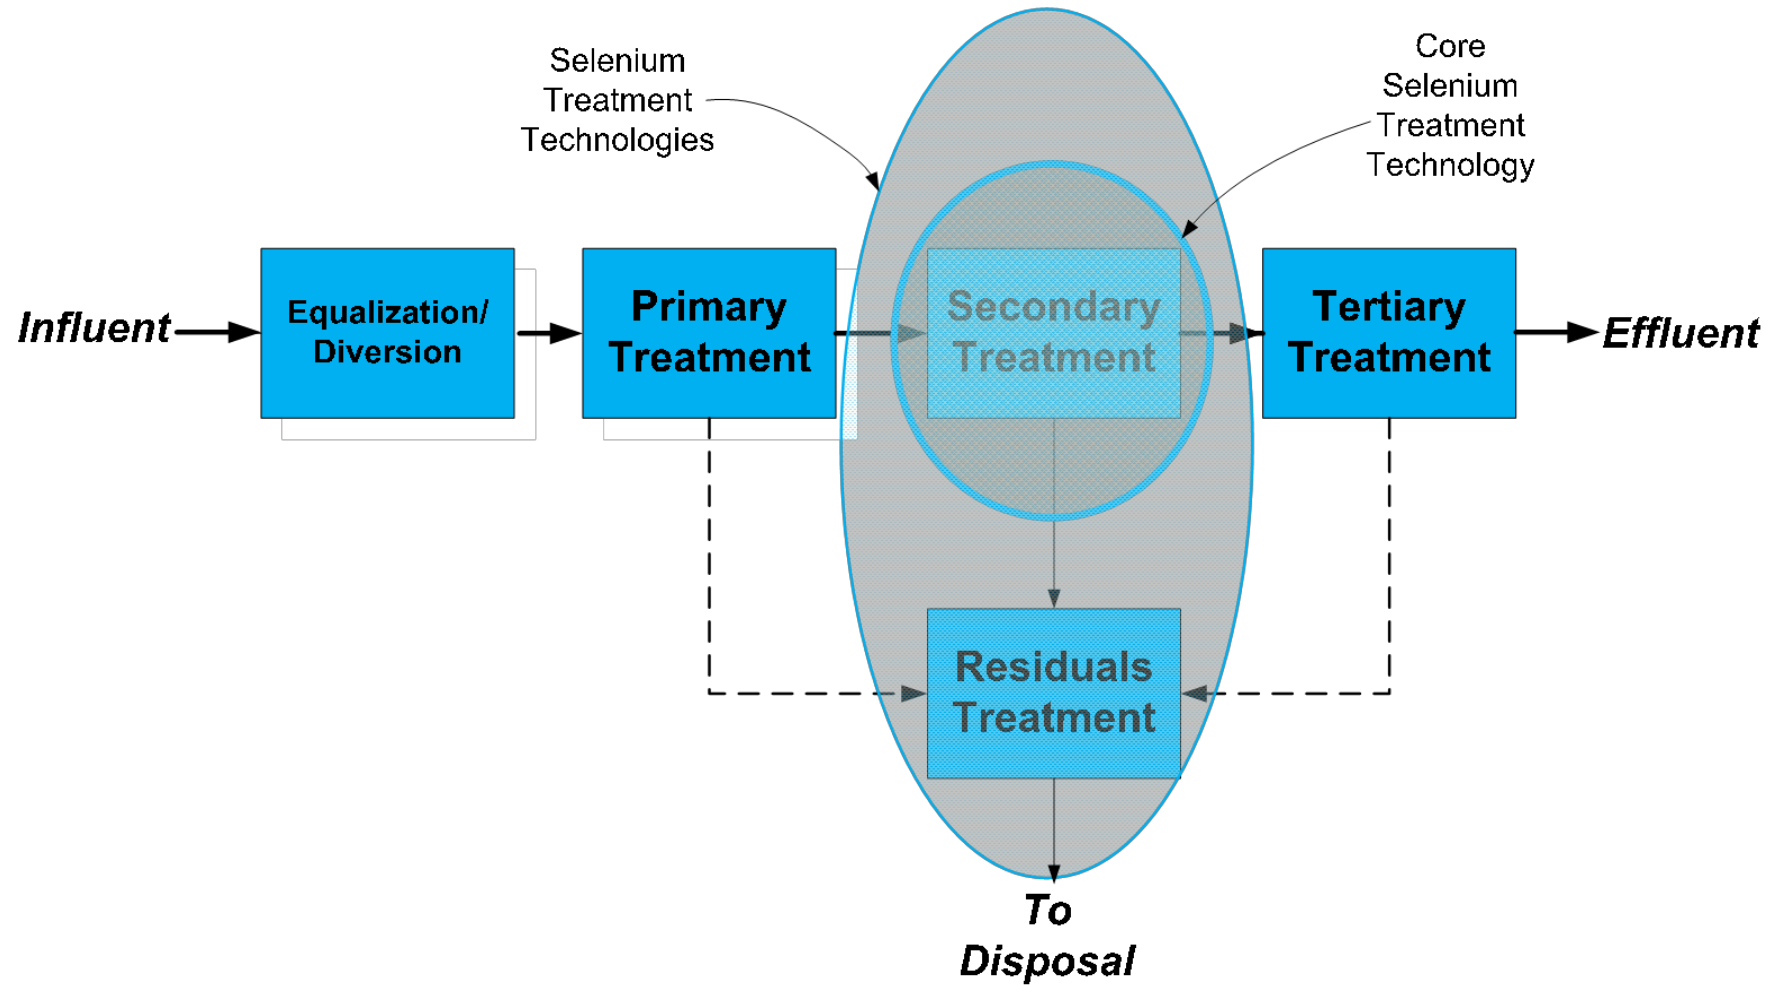 Selenium
Treatment
Technologies
Core
Selenium
Treatment
Technology
Influent
Equalization/
Diversion
Primary
Treatment
Secondary
Treatment
Tertiary
Treatment
Effluent
Residuals
Treatment
To
Disposal